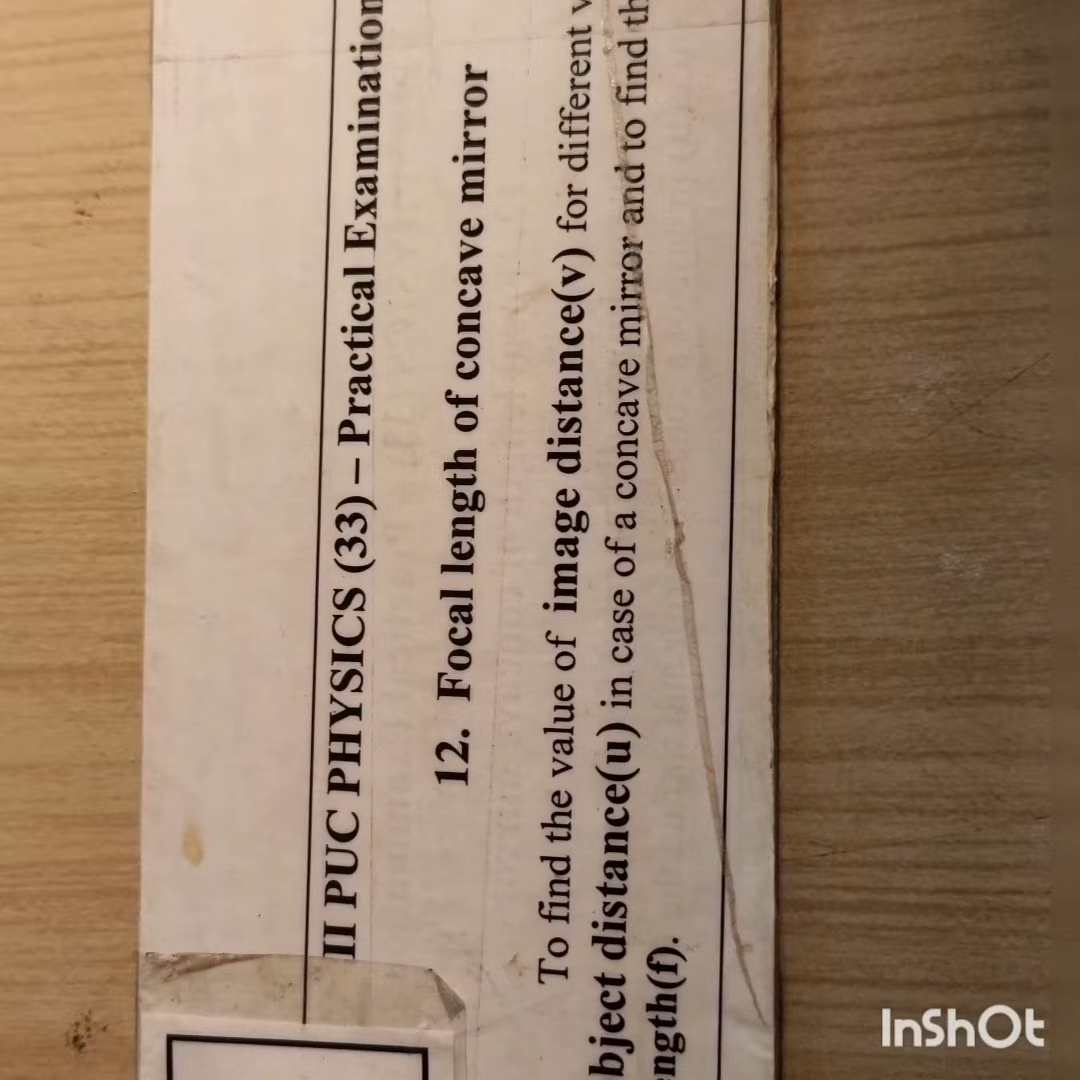 II PUC PHYSICS (33) – Practical Examination
12. Focal length of concave mirror
To find the value of image distance(v) for different
bject distance(u) in case of a concave mirror and to find th
ength(f).
InShOt